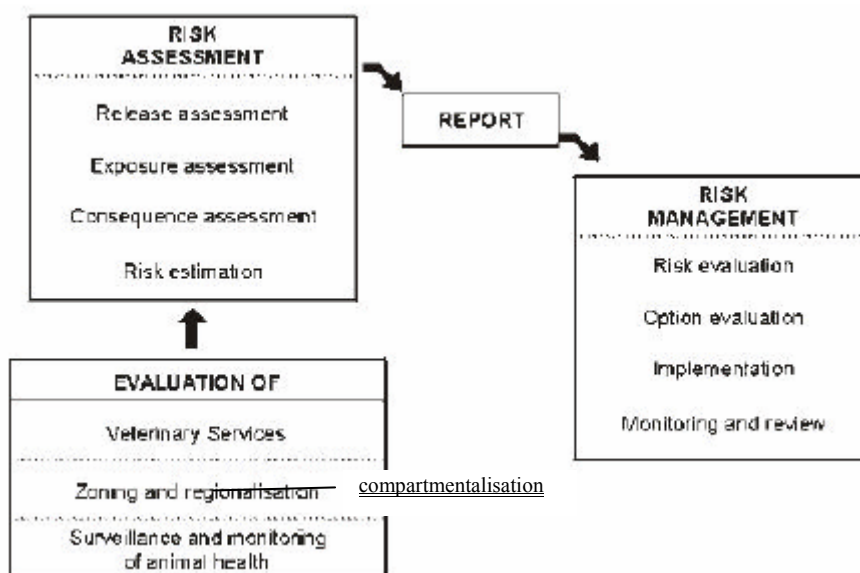 RISK
ASSESSMENT
Release assessment
Exposure assessment
Consequence assessment
Risk estimation
REPORT
RISK
MANAGEMENT
Risk evaluation
Option evaluation
Implementation
Monitoring and review
EVALUATION OF
Veterinary Services
Zoning and regionalisation compartmentalisation
Surveillance and monitoring
of animal health